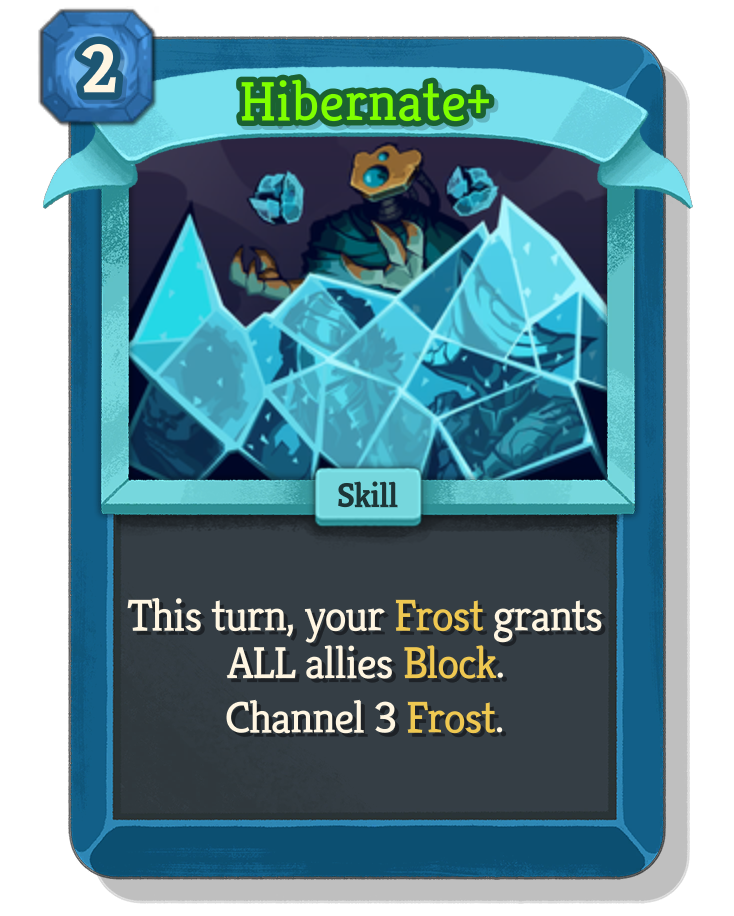 2
Hibernate+
Skill
This turn, your Frost grants
ALL allies Block.
Channel 3 Frost.